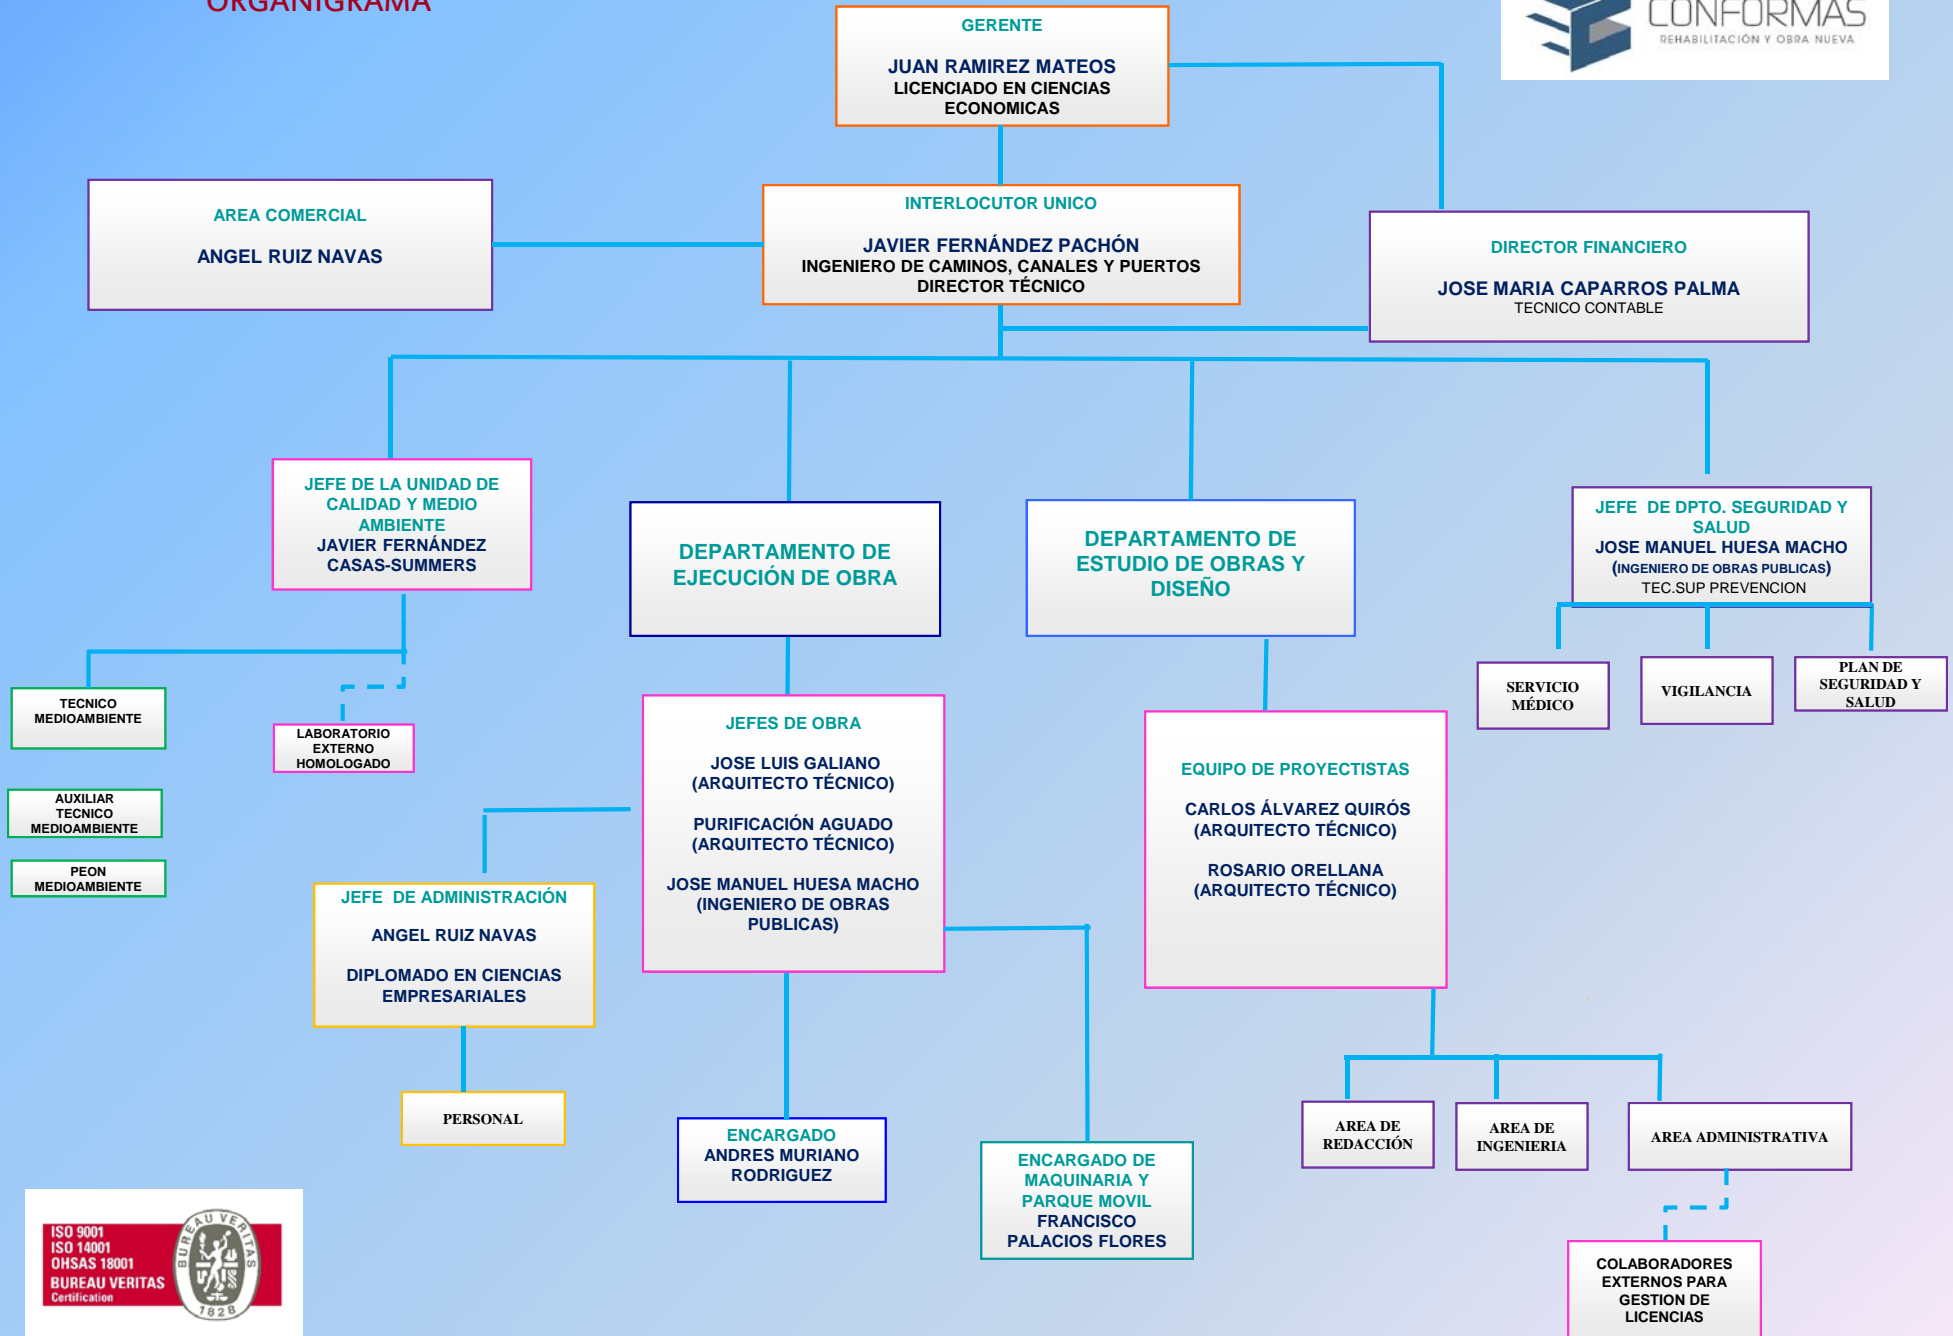 ORGANIGRAMA
CONFORMAS
REHABILITACIÓN Y OBRA NUEVA
GERENTE
JUAN RAMIREZ MATEOS
LICENCIADO EN CIENCIAS
ECONOMICAS
AREA COMERCIAL
ANGEL RUIZ NAVAS
INTERLOCUTOR UNICO
JAVIER FERNÁNDEZ PACHÓN
INGENIERO DE CAMINOS, CANALES Y PUERTOS
DIRECTOR TÉCNICO
DIRECTOR FINANCIERO
JOSE MARIA CAPARROS PALMA
TECNICO CONTABLE
JEFE DE LA UNIDAD DE
CALIDAD Y MEDIO
AMBIENTE
JAVIER FERNÁNDEZ
CASAS-SUMMERS
DEPARTAMENTO DE
EJECUCIÓN DE OBRA
DEPARTAMENTO DE
ESTUDIO DE OBRAS Y
DISEÑO
JEFE DE DPTO. SEGURIDAD Y
SALUD
JOSE MANUEL HUESA MACHO
(INGENIERO DE OBRAS PUBLICAS)
TEC.SUP PREVENCION
TECNICO
MEDIOAMBIENTE
LABORATORIO
EXTERNO
HOMOLOGADO
AUXILIAR
TECNICO
MEDIOAMBIENTE
PEON
MEDIOAMBIENTE
JEFES DE OBRA
JOSE LUIS GALIANO
(ARQUITECTO TÉCNICO)
PURIFICACIÓN AGUADO
(ARQUITECTO TÉCNICO)
JOSE MANUEL HUESA MACHO
(INGENIERO DE OBRAS
PUBLICAS)
EQUIPO DE PROYECTISTAS
CARLOS ÁLVAREZ QUIRÓS
(ARQUITECTO TÉCNICO)
ROSARIO ORELLANA
(ARQUITECTO TÉCNICO)
SERVICIO
MÉDICO
VIGILANCIA
PLAN DE
SEGURIDAD Y
SALUD
JEFE DE ADMINISTRACIÓN
ANGEL RUIZ NAVAS
DIPLOMADO EN CIENCIAS
EMPRESARIALES
PERSONAL
ENCARGADO
ANDRES MURIANO
RODRIGUEZ
ENCARGADO DE
MAQUINARIA Y
PARQUE MOVIL
FRANCISCO
PALACIOS FLORES
AREA DE
REDACCIÓN
AREA DE
INGENIERIA
AREA ADMINISTRATIVA
COLABORADORES
EXTERNOS PARA
GESTION DE
LICENCIAS
ISO 9001
ISO 14001
OHSAS 18001
BUREAU VERITAS
Certification
BUREAU VERITAS
1828